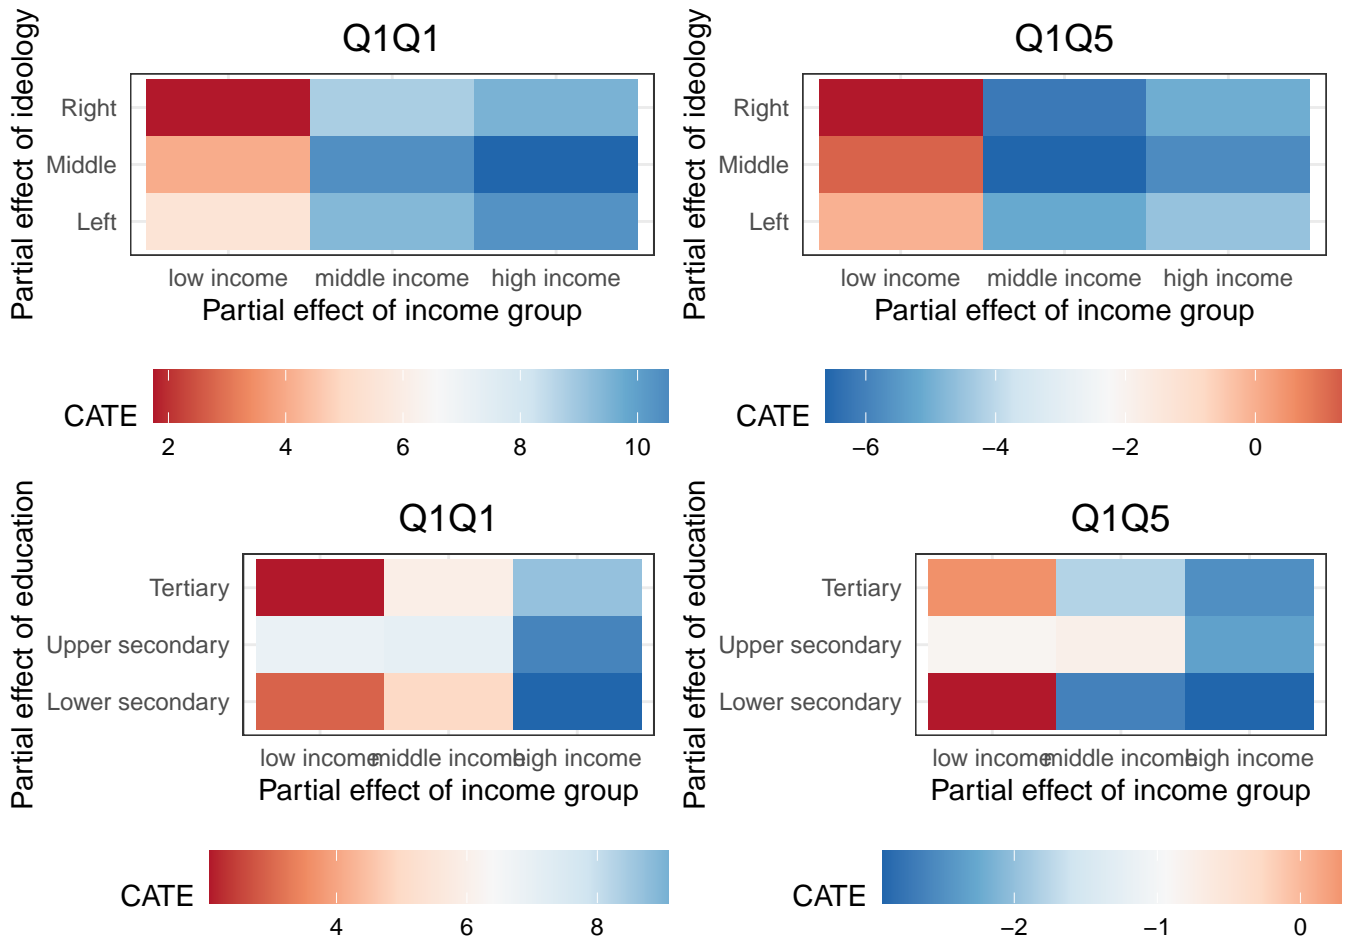 Q1Q1
Partial effect of ideology
Right
Middle
Left
low income middle income high income
Partial effect of income group
CATE
2 4 6 8 10
Q1Q5
Partial effect of ideology
Right
Middle
Left
low income middle income high income
Partial effect of income group
CATE
−6 −4 −2 0
Q1Q1
Partial effect of education
Tertiary
Upper secondary
Lower secondary
low income middle income high income
Partial effect of income group
CATE
4 6 8
Q1Q5
Partial effect of education
Tertiary
Upper secondary
Lower secondary
low income middle income high income
Partial effect of income group
CATE
−2 −1 0